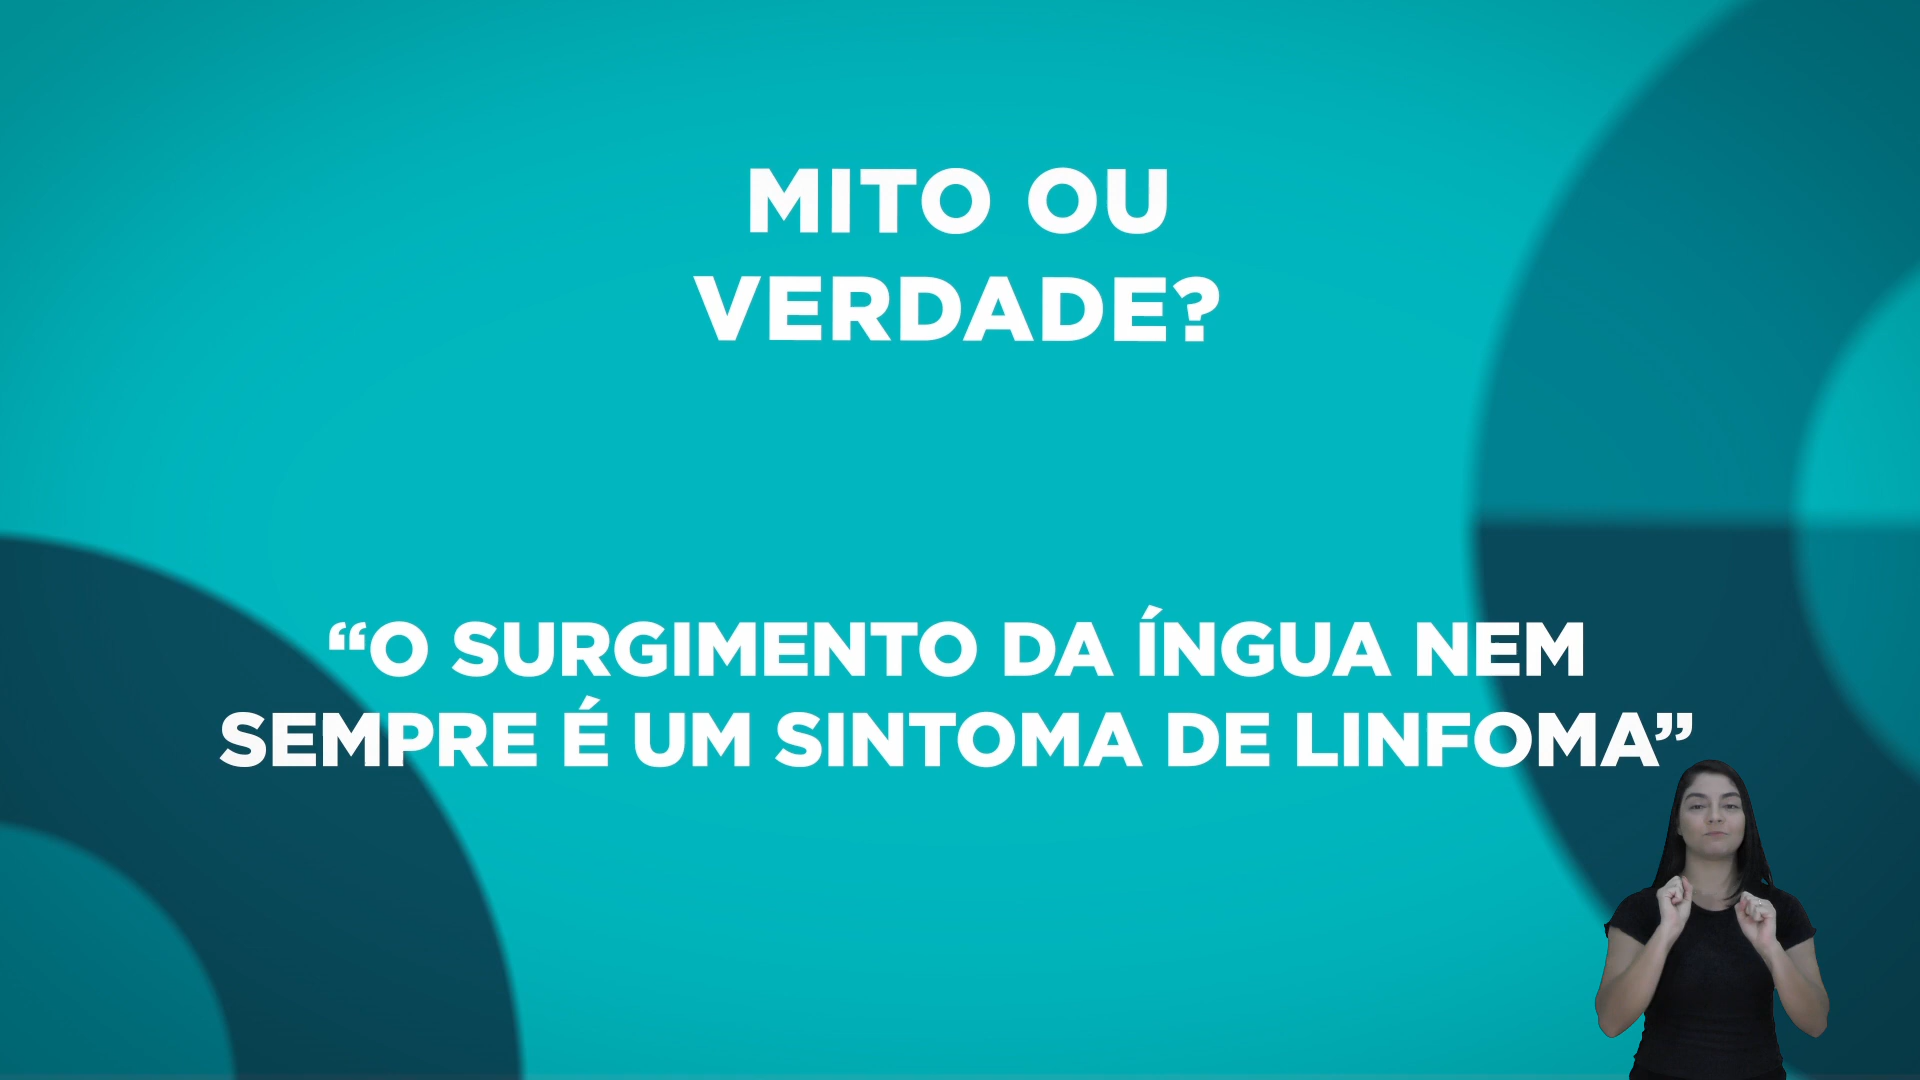 MITO OU
VERDADE?
“O SURGIMENTO DA ÍNGUA NEM
SEMPRE É UM SINTOMA DE LINFOMA”